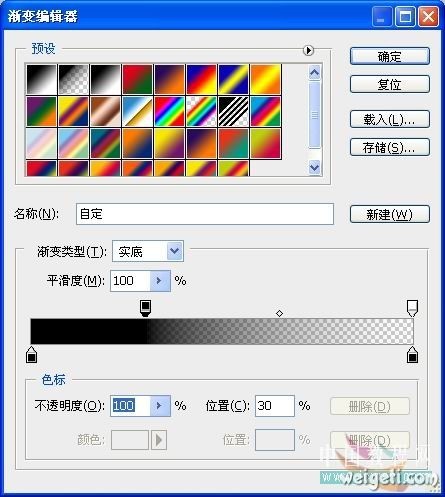 渐变编辑器
预设
确定
复位
载入(L)...
存储(S)...
名称(N): 自定
新建(W)
渐变类型(T): 实底
平滑度(M): 100 %
色标
不透明度(O): 100 % 位置(C): 30 % 删除(D)
颜色: 位置: % 删除(D)
weigeti.com